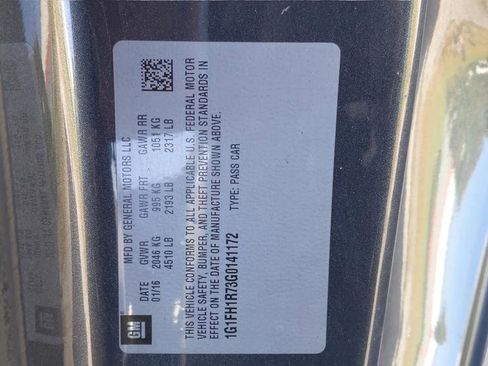 MFD BY GENERAL MOTORS LLC
DATE GVWR GAWR FRT GAWR RR
01/16 2046 KG 995 KG 1051 KG
4510 LB 2193 LB 2317 LB
THIS VEHICLE CONFORMS TO ALL APPLICABLE U.S. FEDERAL MOTOR
VEHICLE SAFETY, BUMPER, AND THEFT PREVENTION STANDARDS IN
EFFECT ON THE DATE OF MANUFACTURE SHOWN ABOVE.
1G1FH1R73G0141172 TYPE: PASS CAR
GM